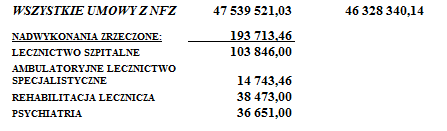 WSZYSTKIE UMOWY Z NFZ 47 539 521,03 46 328 340,14
NADWYKONANIA ZRZECZONE: 193 713,46
LECZNICTWO SZPITALNE 103 846,00
AMBULATORYJNE LECZNICTWO
SPECJALISTYCZNE 14 743,46
REHABILITACJA LECZNICZA 38 473,00
PSYCHIATRIA 36 651,00